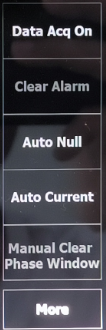 Data Acq On
Clear Alarm
Auto Null
Auto Current
Manual Clear
Phase Window
More